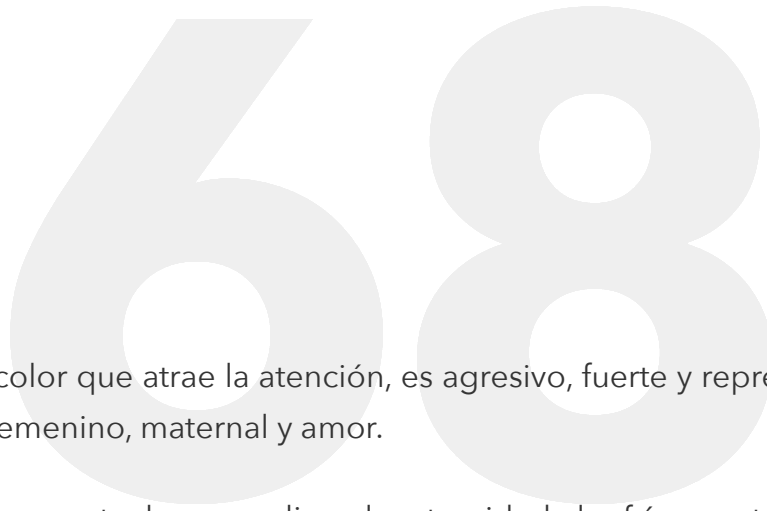 68
color que atrae la atención, es agresivo, fuerte y repre
emenino, maternal y amor.